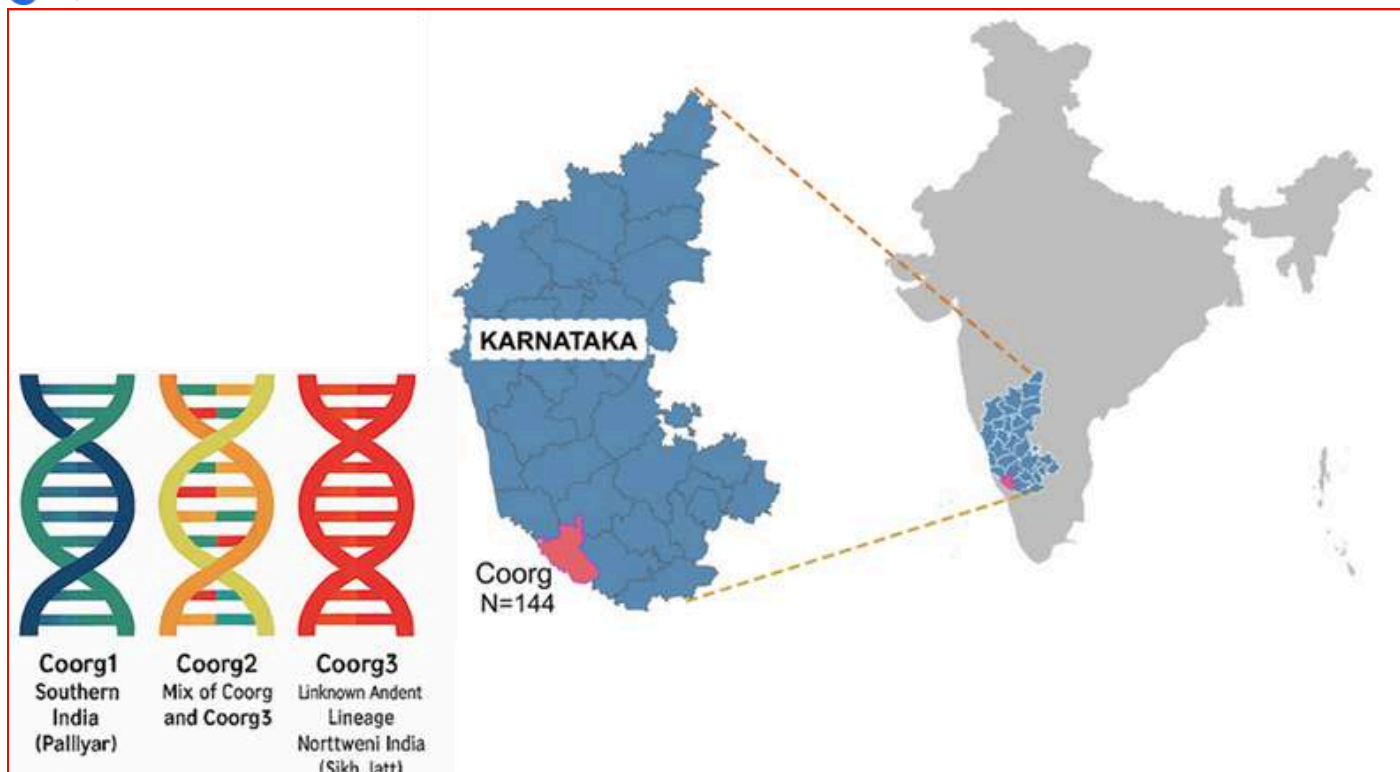 KARNATAKA
Coorg
N=144
Coorg1
Southern
India
(Palliyar)
Coorg2
Mix of Coorg
and Coorg3
Coorg3
Linknown Andent
Lineage
Norttweni India
(Sikh Jatt)